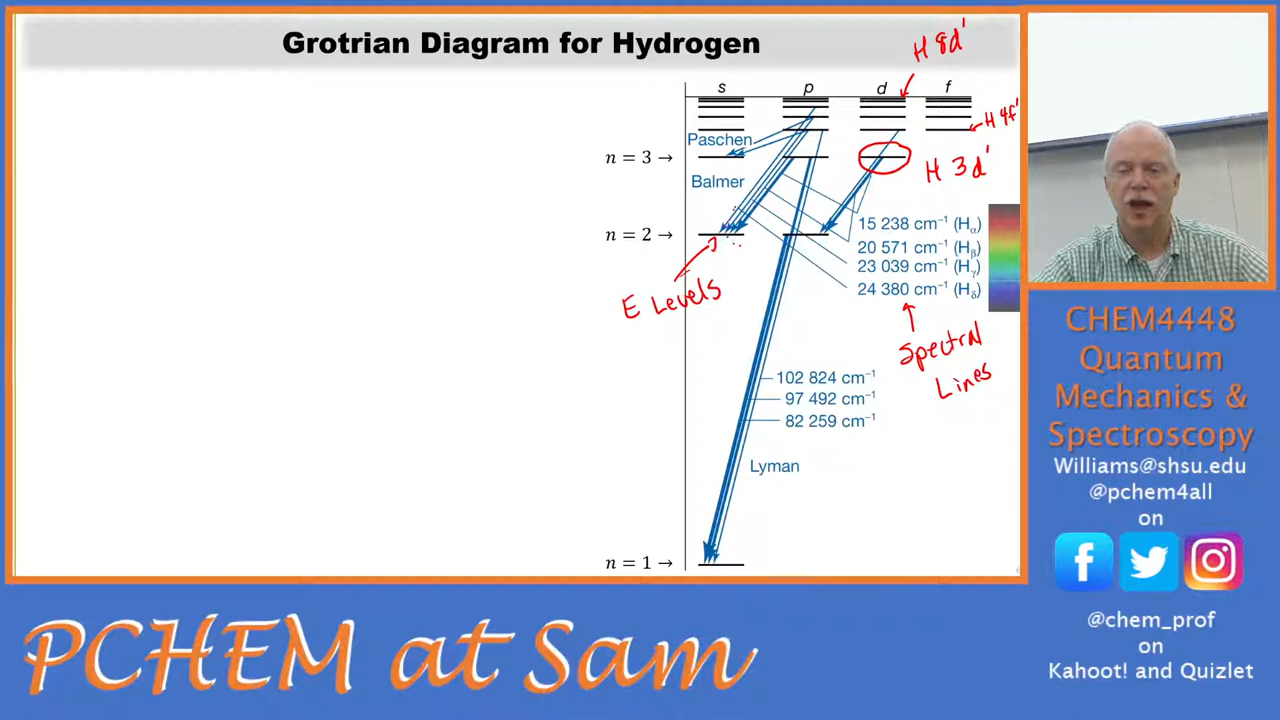 Grotrian Diagram for Hydrogen
H 8d¹
s p d f
H 4f¹
Paschen
n = 3 →
H 3d¹
Balmer
15 238 cm⁻¹ (Hα)
n = 2 →
20 571 cm⁻¹ (Hβ)
23 039 cm⁻¹ (Hγ)
24 380 cm⁻¹ (Hδ)
E Levels
Spectral
Lines
102 824 cm⁻¹
97 492 cm⁻¹
82 259 cm⁻¹
Lyman
n = 1 →
CHEM4448
Quantum
Mechanics &
Spectroscopy
Williams@shsu.edu
@pchem4all
on
@chem_prof
on
Kahoot! and Quizlet
PCHEM at Sam